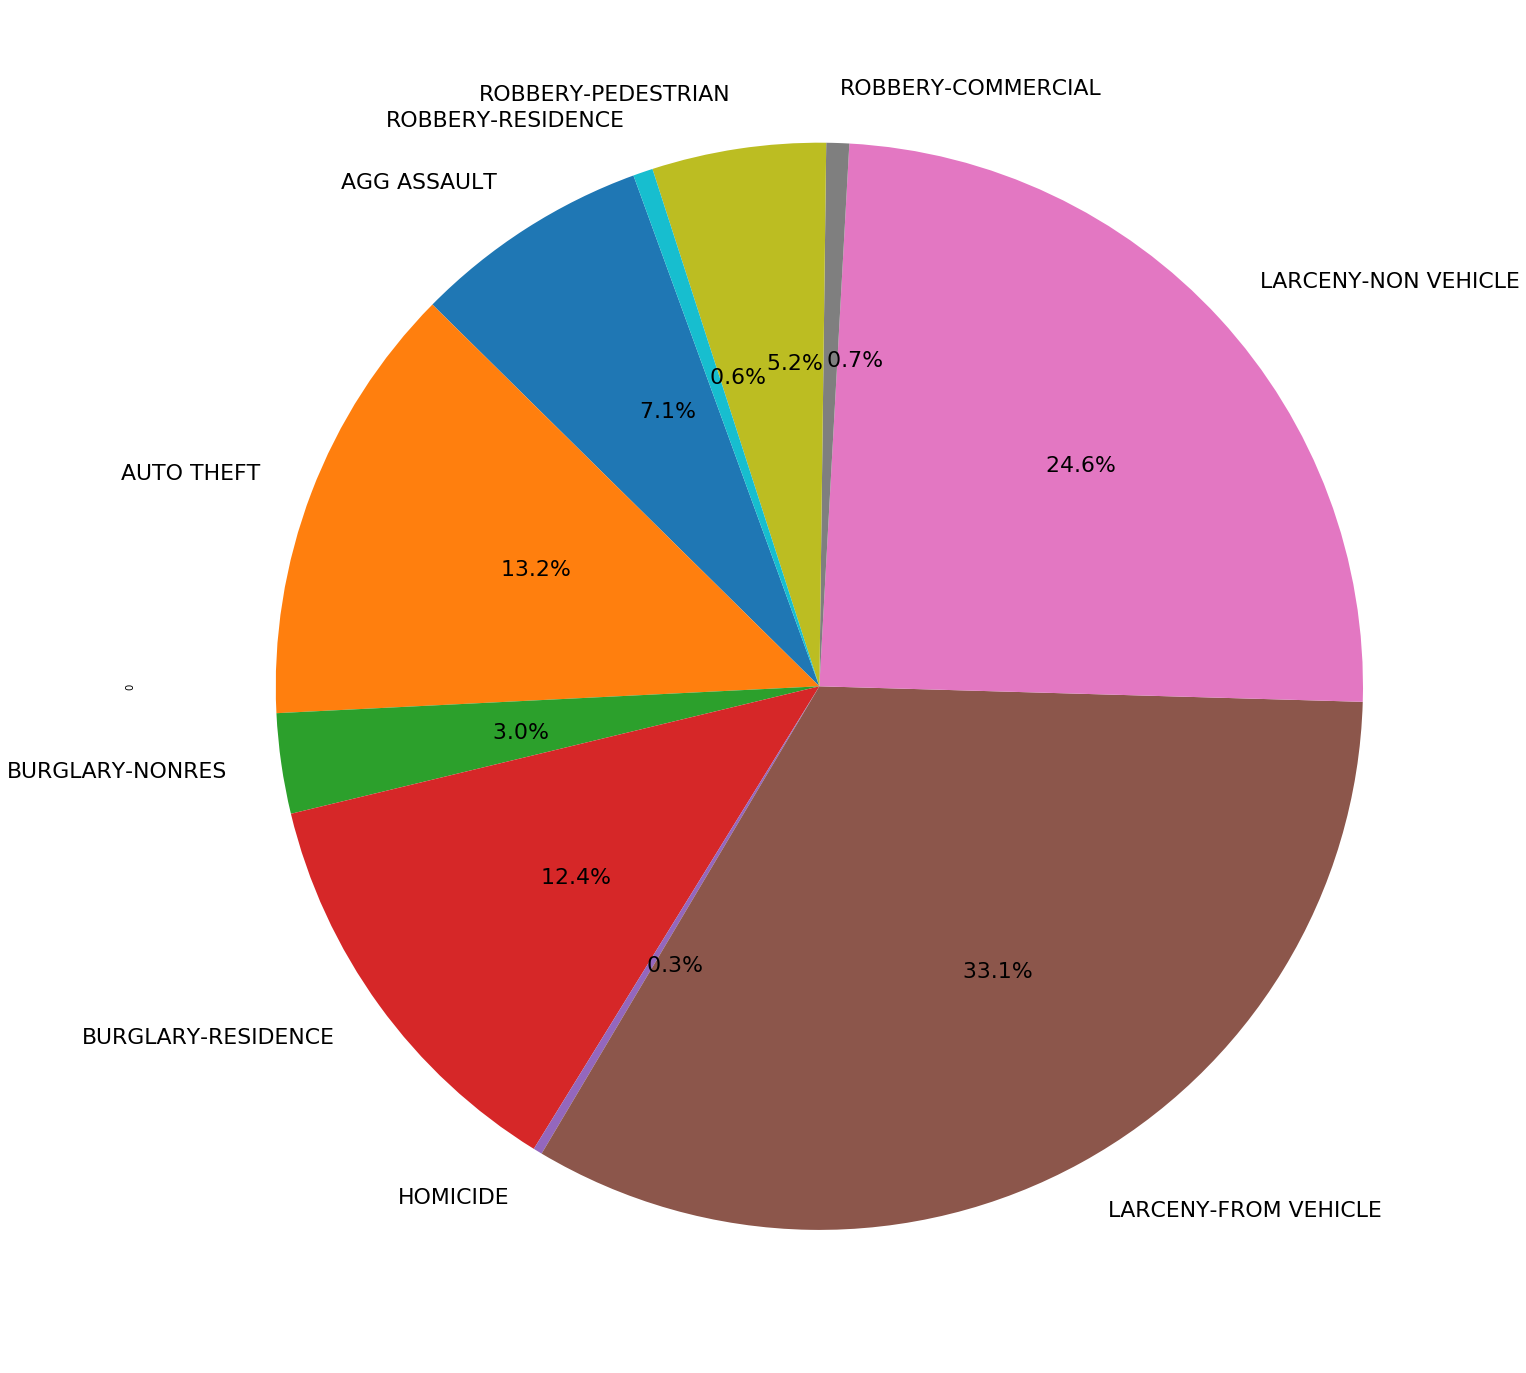 ROBBERY-COMMERCIAL
ROBBERY-PEDESTRIAN
ROBBERY-RESIDENCE
AGG ASSAULT
LARCENY-NON VEHICLE
0.7%
5.2%
0.6%
7.1%
24.6%
AUTO THEFT
13.2%
0
3.0%
BURGLARY-NONRES
12.4%
0.3%
33.1%
BURGLARY-RESIDENCE
HOMICIDE
LARCENY-FROM VEHICLE